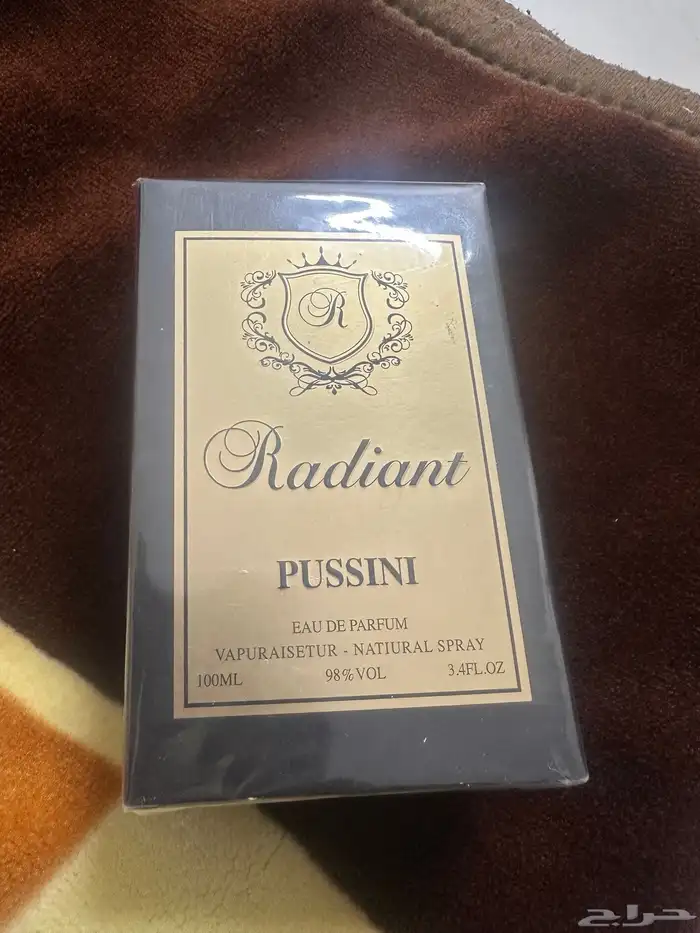 R
Radiant
PUSSINI
EAU DE PARFUM
VAPURAISETUR - NATIURAL SPRAY
100ML 98%VOL 3.4FL.OZ
حراج